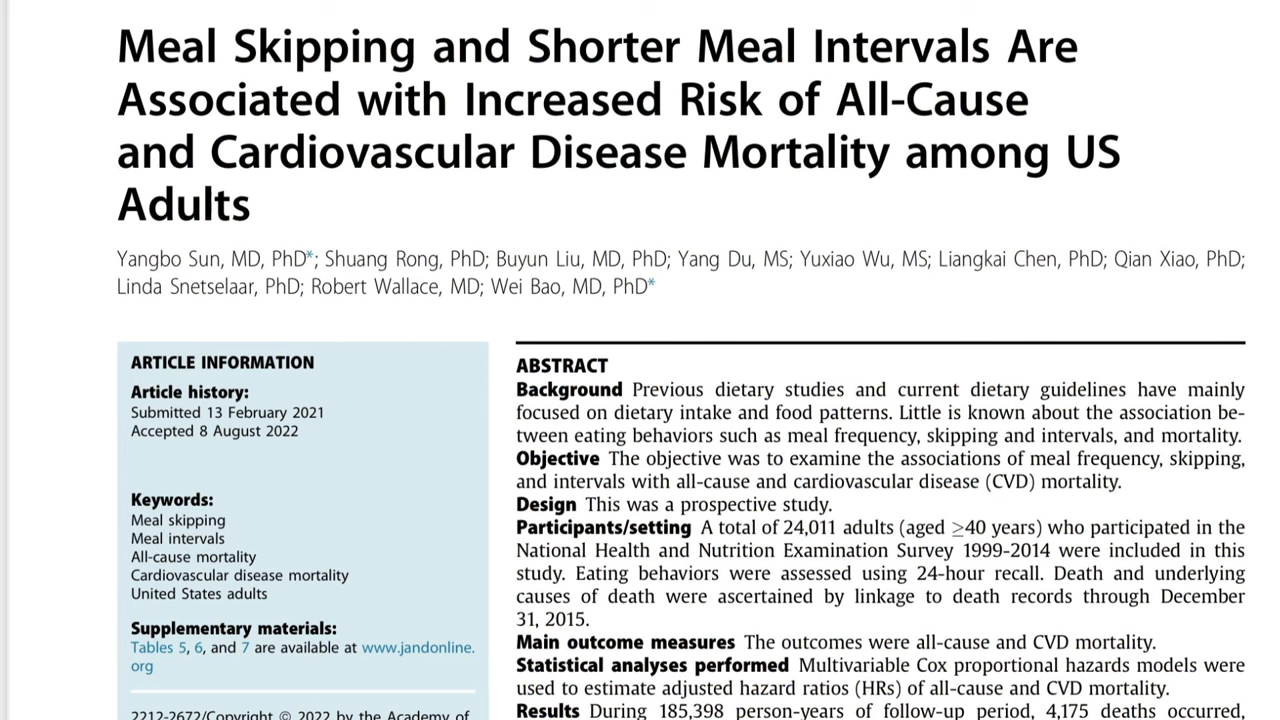 Meal Skipping and Shorter Meal Intervals Are
Associated with Increased Risk of All-Cause
and Cardiovascular Disease Mortality among US
Adults
Yangbo Sun, MD, PhD*; Shuang Rong, PhD; Buyun Liu, MD, PhD; Yang Du, MS; Yuxiao Wu, MS; Liangkai Chen, PhD; Qian Xiao, PhD;
Linda Snetselaar, PhD; Robert Wallace, MD; Wei Bao, MD, PhD*
ARTICLE INFORMATION
Article history:
Submitted 13 February 2021
Accepted 8 August 2022
Keywords:
Meal skipping
Meal intervals
All-cause mortality
Cardiovascular disease mortality
United States adults
Supplementary materials:
Tables 5, 6, and 7 are available at www.jandonline.
org
2212-2672/Copyright © 2022 by the Academy of
ABSTRACT
Background Previous dietary studies and current dietary guidelines have mainly
focused on dietary intake and food patterns. Little is known about the association be-
tween eating behaviors such as meal frequency, skipping and intervals, and mortality.
Objective The objective was to examine the associations of meal frequency, skipping,
and intervals with all-cause and cardiovascular disease (CVD) mortality.
Design This was a prospective study.
Participants/setting A total of 24,011 adults (aged ≥40 years) who participated in the
National Health and Nutrition Examination Survey 1999-2014 were included in this
study. Eating behaviors were assessed using 24-hour recall. Death and underlying
causes of death were ascertained by linkage to death records through December
31, 2015.
Main outcome measures The outcomes were all-cause and CVD mortality.
Statistical analyses performed Multivariable Cox proportional hazards models were
used to estimate adjusted hazard ratios (HRs) of all-cause and CVD mortality.
Results During 185,398 person-years of follow-up period, 4,175 deaths occurred,